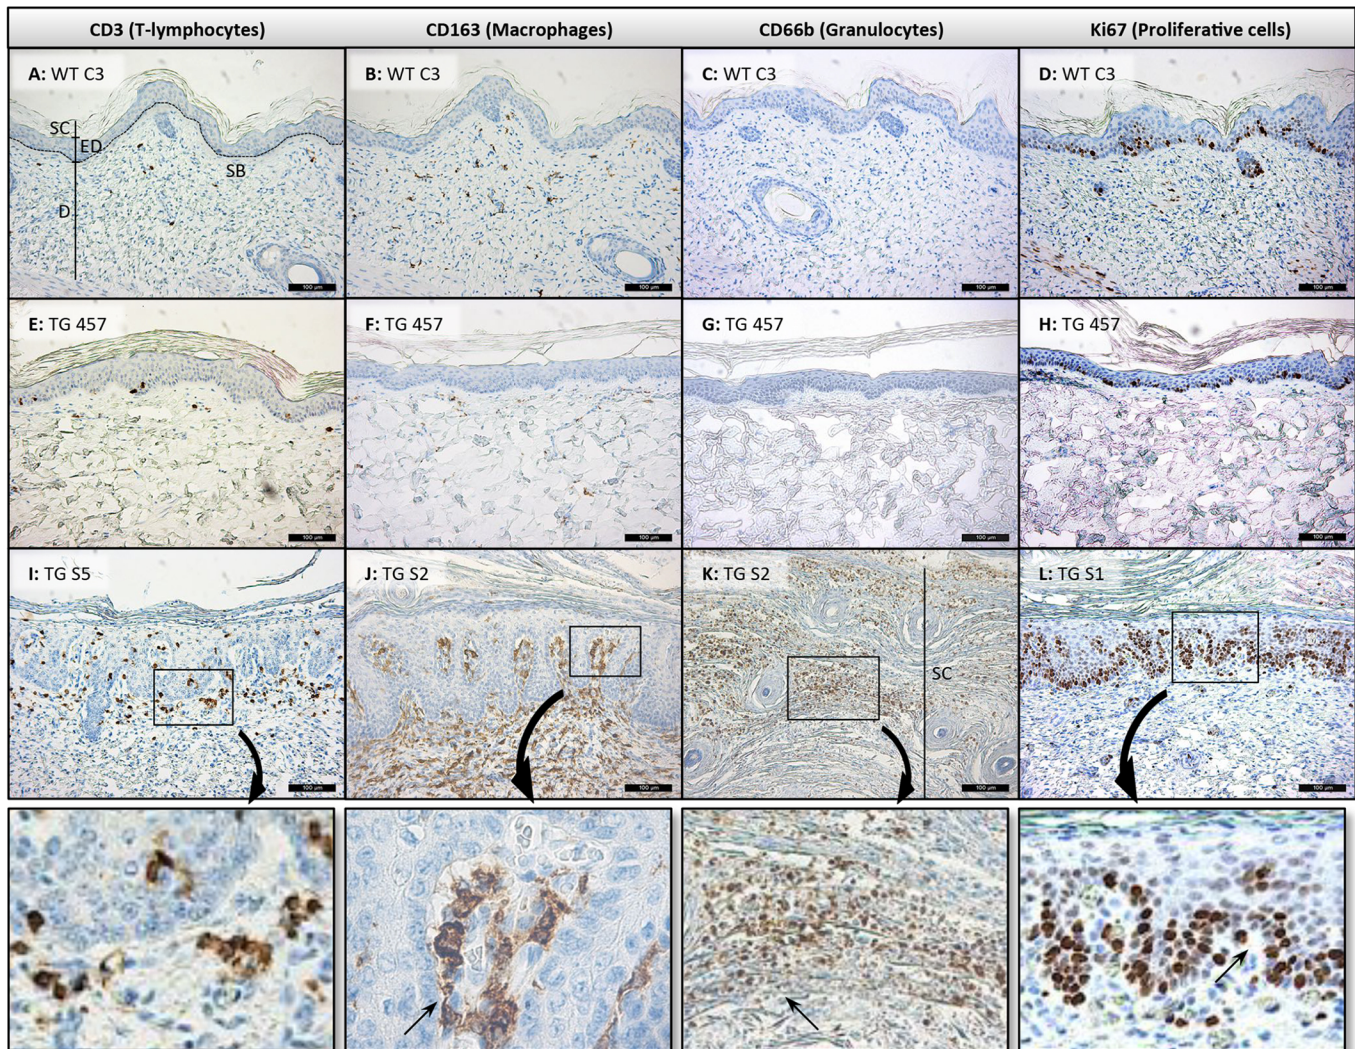 CD3 (T-lymphocytes)
CD163 (Macrophages)
CD66b (Granulocytes)
Ki67 (Proliferative cells)
A: WT C3
SC
ED
SB
D
100 µm
B: WT C3
100 µm
C: WT C3
100 µm
D: WT C3
100 µm
E: TG 457
100 µm
F: TG 457
100 µm
G: TG 457
100 µm
H: TG 457
100 µm
I: TG S5
100 µm
J: TG S2
100 µm
K: TG S2
SC
100 µm
L: TG S1
100 µm